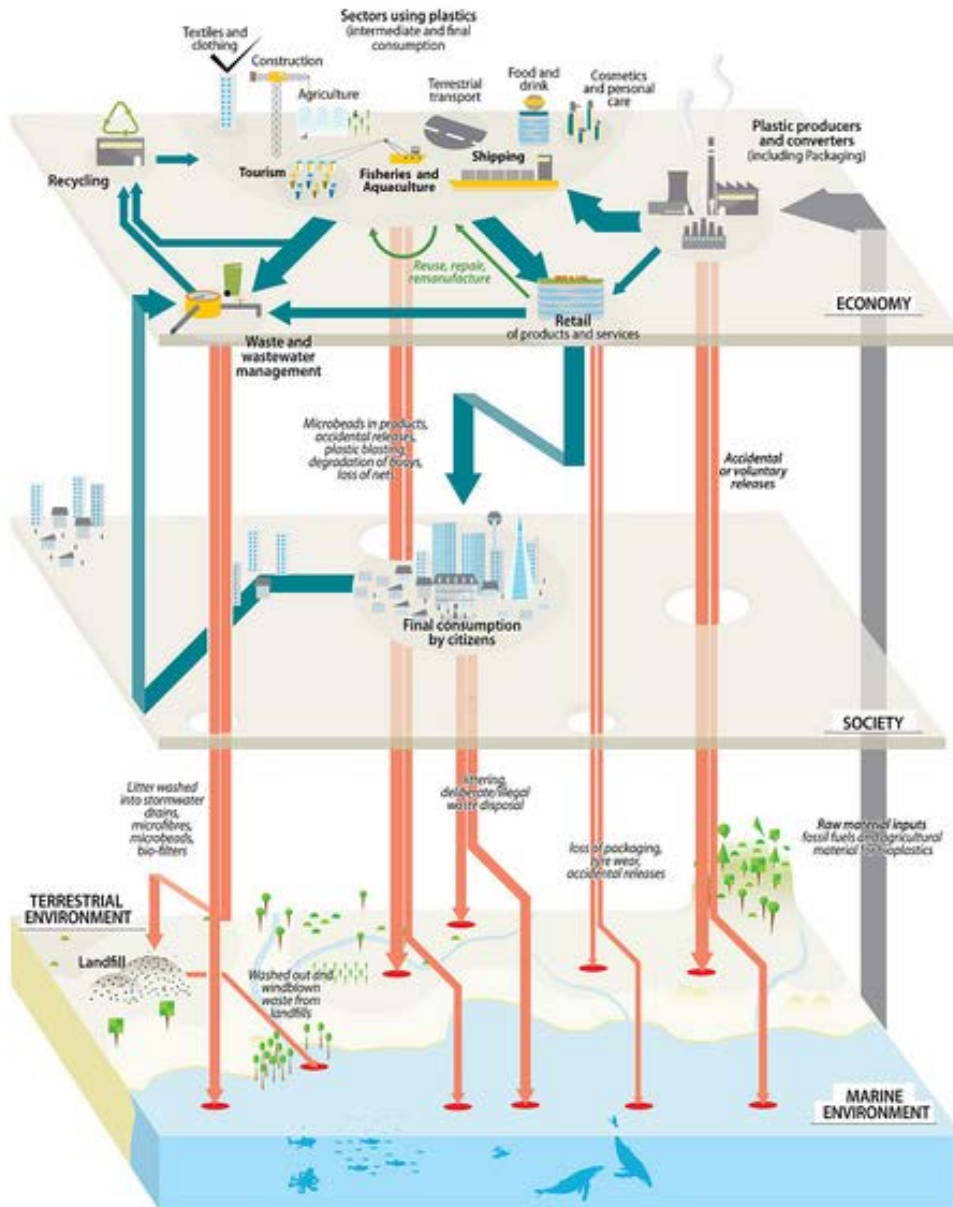 Sectors using plastics
(intermediate and final
consumption
Textiles and
clothing
Construction
Agriculture
Terrestrial
transport
Food and
drink
Cosmetics
and personal
care
Plastic producers
and converters
(including Packaging)
Recycling
Tourism
Fisheries and
Aquaculture
Shipping
Reuse, repair,
remanufacture
ECONOMY
Retail
of products and services
Waste and
wastewater
management
Microbeads in products,
accidental releases,
plastic blasting,
degradation of buoys,
loss of nets
Accidental
or voluntary
releases
Final consumption
by citizens
SOCIETY
Litter washed
into stormwater
drains,
microfibres,
microbeads,
bio-filters
littering,
deliberate/illegal
waste disposal
loss of packaging,
tyre wear,
accidental releases
Raw material inputs
fossil fuels and agricultural
material for bioplastics
TERRESTRIAL
ENVIRONMENT
Landfill
Washed out and
windblown
waste from
landfills
MARINE
ENVIRONMENT